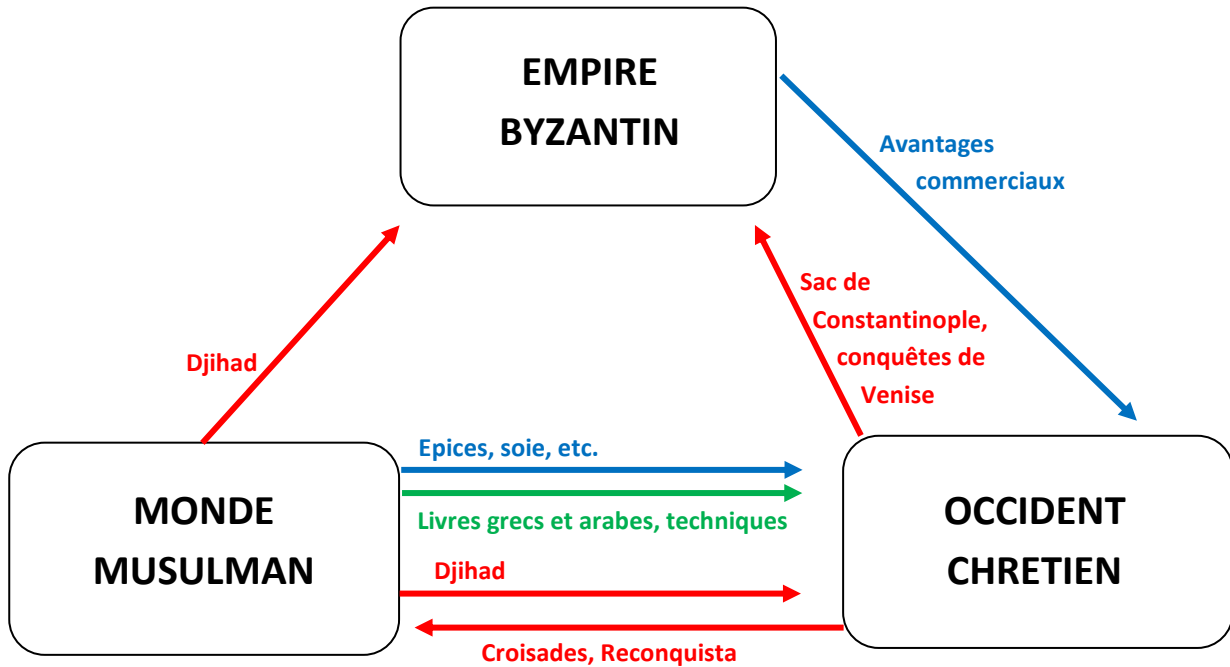 EMPIRE
BYZANTIN
Avantages
commerciaux
Sac de
Constantinople,
conquêtes de
Venise
Djihad
Epices, soie, etc.
Livres grecs et arabes, techniques
Djihad
Croisades, Reconquista
MONDE
MUSULMAN
OCCIDENT
CHRETIEN